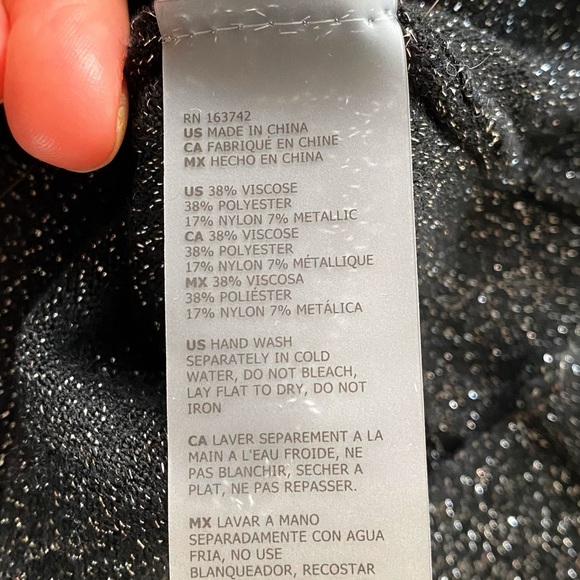 RN 163742
US MADE IN CHINA
CA FABRIQUÉ EN CHINE
MX HECHO EN CHINA
US 38% VISCOSE
38% POLYESTER
17% NYLON 7% METALLIC
CA 38% VISCOSE
38% POLYESTER
17% NYLON 7% MÉTALLIQUE
MX 38% VISCOSA
38% POLIÉSTER
17% NYLON 7% METÁLICA
US HAND WASH
SEPARATELY IN COLD
WATER, DO NOT BLEACH,
LAY FLAT TO DRY, DO NOT
IRON
CA LAVER SEPAREMENT A LA
MAIN A L'EAU FROIDE, NE
PAS BLANCHIR, SECHER A
PLAT, NE PAS REPASSER.
MX LAVAR A MANO
SEPARADAMENTE CON AGUA
FRIA, NO USE
BLANQUEADOR, RECOSTAR